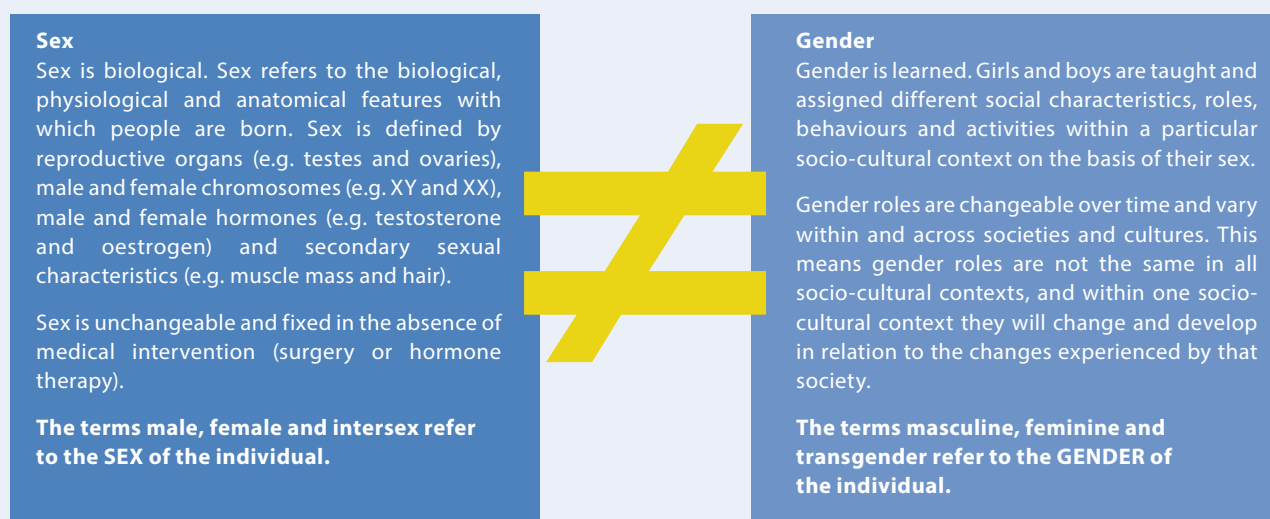 Sex
Sex is biological. Sex refers to the biological,
physiological and anatomical features with
which people are born. Sex is defined by
reproductive organs (e.g. testes and ovaries),
male and female chromosomes (e.g. XY and XX),
male and female hormones (e.g. testosterone
and oestrogen) and secondary sexual
characteristics (e.g. muscle mass and hair).
Sex is unchangeable and fixed in the absence of
medical intervention (surgery or hormone
therapy).
The terms male, female and intersex refer
to the SEX of the individual.
≠
Gender
Gender is learned. Girls and boys are taught and
assigned different social characteristics, roles,
behaviours and activities within a particular
socio-cultural context on the basis of their sex.
Gender roles are changeable over time and vary
within and across societies and cultures. This
means gender roles are not the same in all
socio-cultural contexts, and within one socio-
cultural context they will change and develop
in relation to the changes experienced by that
society.
The terms masculine, feminine and
transgender refer to the GENDER of
the individual.